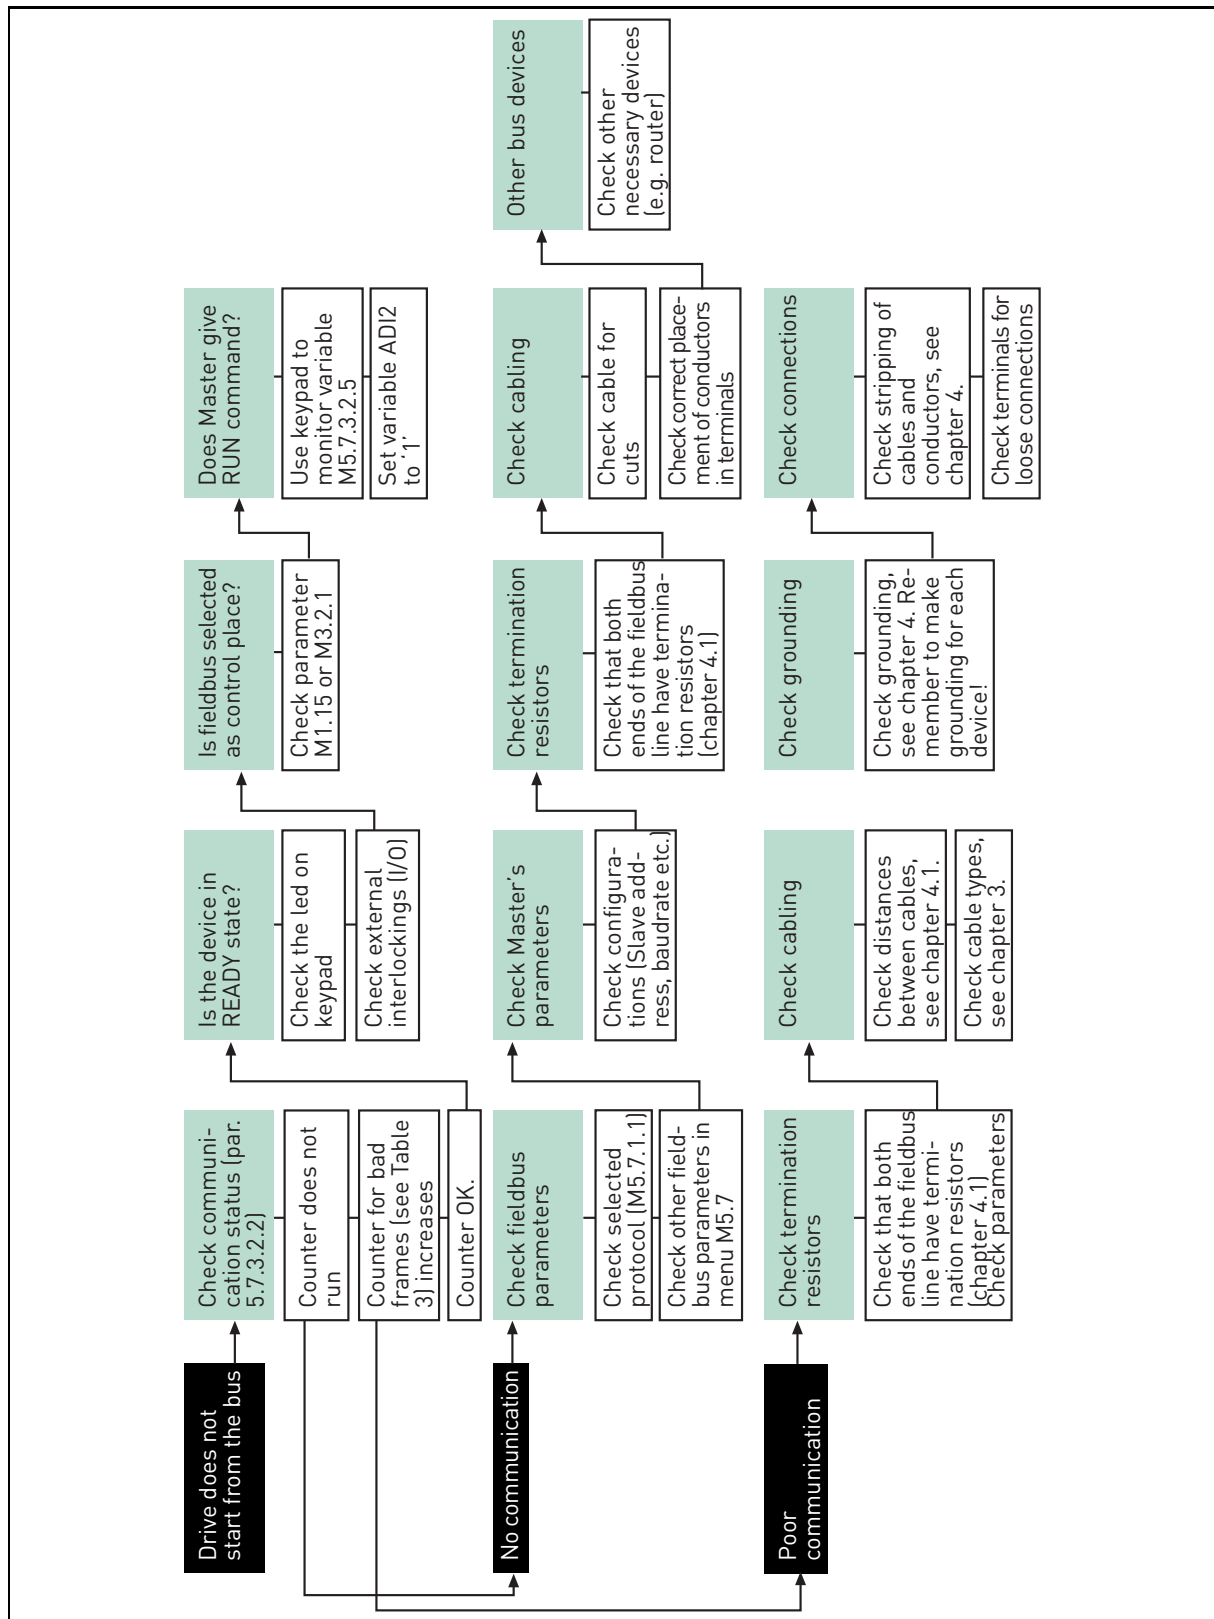 Drive does not
start from the bus
Check communi-
cation status (par.
5.7.3.2.2)
Counter does not
run
Counter for bad
frames (see Table
3) increases
Counter OK.
Is the device in
READY state?
Check the led on
keypad
Check external
interlockings (I/O)
Is fieldbus selected
as control place?
Check parameter
M1.15 or M3.2.1
Does Master give
RUN command?
Use keypad to
monitor variable
M5.7.3.2.5
Set variable ADI2
to ‘1’
No communication
Check fieldbus
parameters
Check selected
protocol (M5.7.1.1)
Check other field-
bus parameters in
menu M5.7
Check Master’s
parameters
Check configura-
tions (Slave add-
ress, baudrate etc.)
Check termination
resistors
Check that both
ends of the fieldbus
line have termina-
tion resistors
(chapter 4.1)
Check cabling
Check cable for
cuts
Check correct place-
ment of conductors
in terminals
Other bus devices
Check other
necessary devices
(e.g. router)
Poor
communication
Check termination
resistors
Check that both
ends of the fieldbus
line have termi-
nation resistors
(chapter 4.1)
Check parameters
Check cabling
Check distances
between cables,
see chapter 4.1.
Check cable types,
see chapter 3.
Check grounding
Check grounding,
see chapter 4. Re-
member to make
grounding for each
device!
Check connections
Check stripping of
cables and
conductors, see
chapter 4.
Check terminals for
loose connections